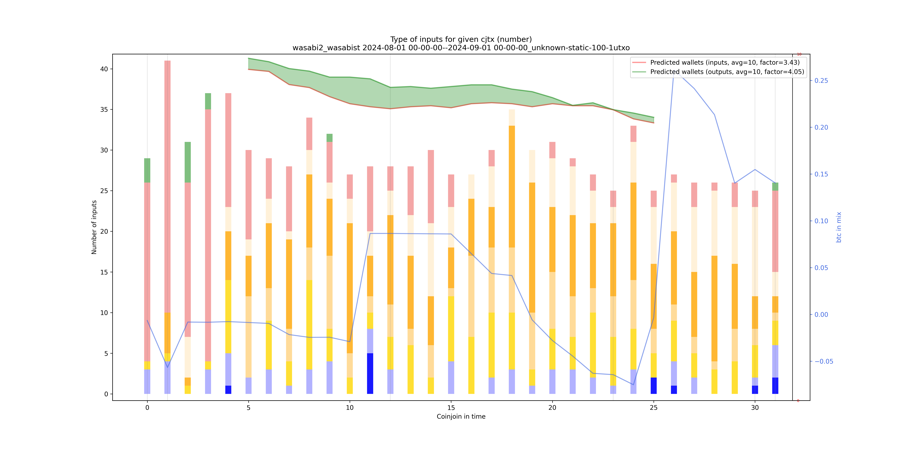 Type of inputs for given cjtx (number)
wasabi2_wasabist 2024-08-01 00-00-00--2024-09-01 00-00-00_unknown-static-100-1utxo
Predicted wallets (inputs, avg=10, factor=3.43)
Predicted wallets (outputs, avg=10, factor=4.05)
Number of inputs
40
35
30
25
20
15
10
5
0
0.25
0.20
0.15
0.10
0.05
0.00
−0.05
btc in mix
0 5 10 15 20 25 30
Coinjoin in time